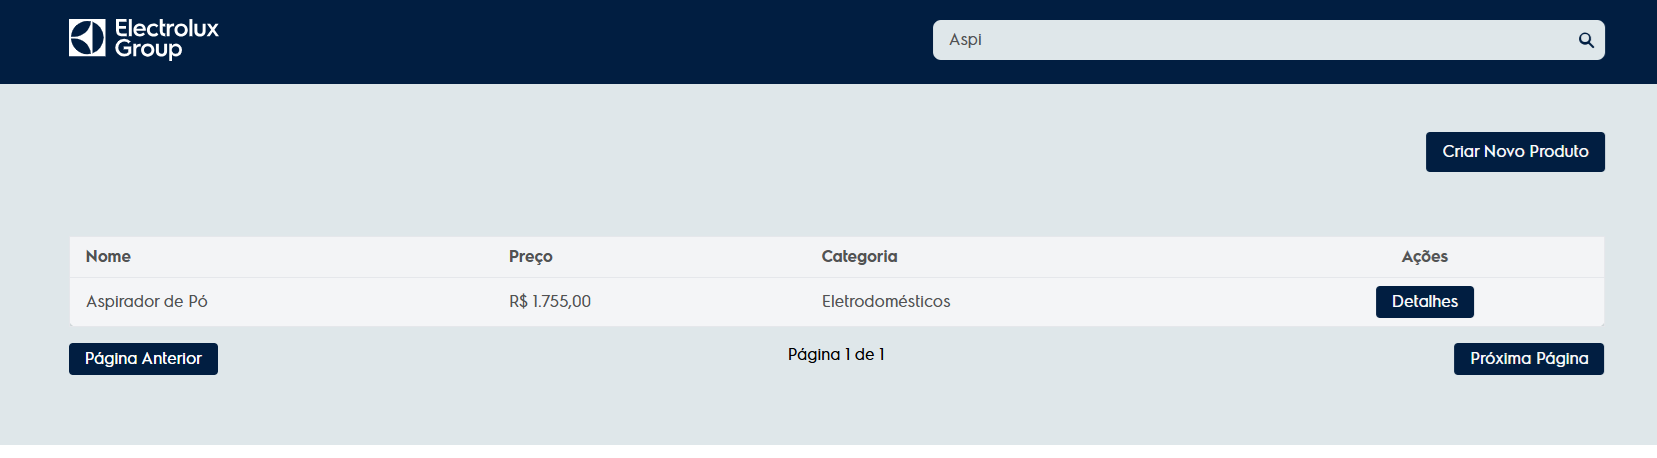 Electrolux
Group
Aspi
Criar Novo Produto
Nome Preço Categoria Ações
Aspirador de Pó R$ 1.755,00 Eletrodomésticos Detalhes
Página Anterior Página 1 de 1 Próxima Página